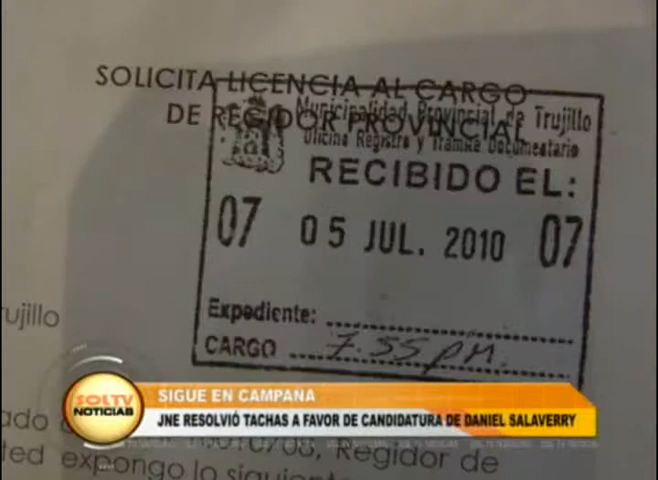 SOLICITA LICENCIA AL CARGO
DE REGIDOR PROVINCIAL
Municipalidad Provincial de Trujillo
Oficina Registro y Tramite Documentario
RECIBIDO EL:
07 05 JUL. 2010 07
Expediente:
CARGO 7.55 pm.
rujillo
SOLTV
NOTICIAS
SIGUE EN CAMPAÑA
JNE RESOLVIÓ TACHAS A FAVOR DE CANDIDATURA DE DANIEL SALAVERRY
ado
Regidor de
ted expongo lo siguiente